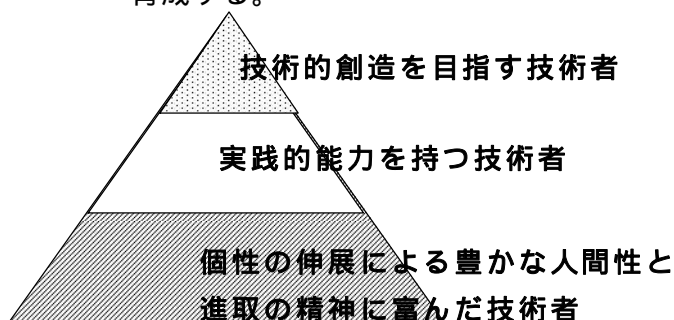 育成する。
技術的創造を目指す技術者
実践的能力を持つ技術者
個性の伸展による豊かな人間性と
進取の精神に富んだ技術者